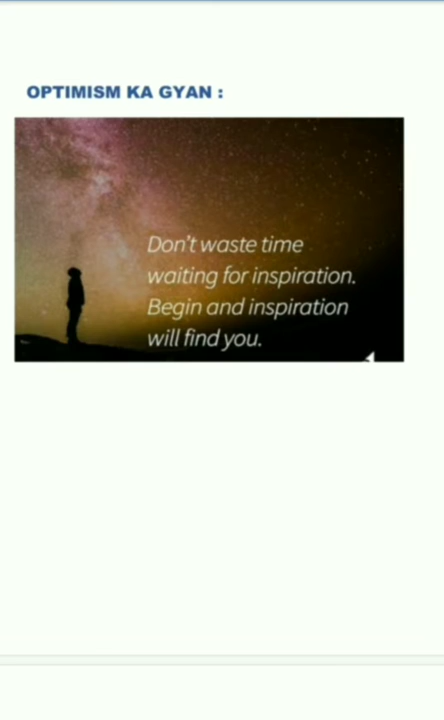 OPTIMISM KA GYAN :
Don't waste time
waiting for inspiration.
Begin and inspiration
will find you.